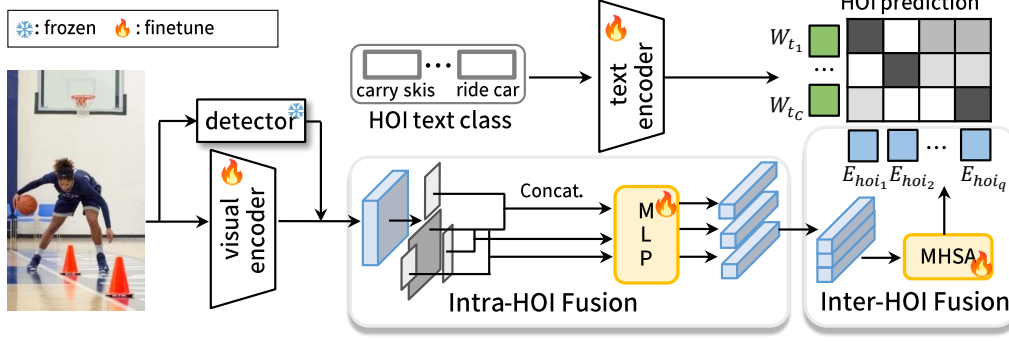 HOI prediction
❄: frozen 🔥: finetune
W_{t_1}
...
W_{t_C}
carry skis ... ride car
HOI text class
text encoder
detector
visual encoder
E_{hoi_1} E_{hoi_2} ... E_{hoi_q}
Concat.
M
L
P
MHSA
Intra-HOI Fusion
Inter-HOI Fusion